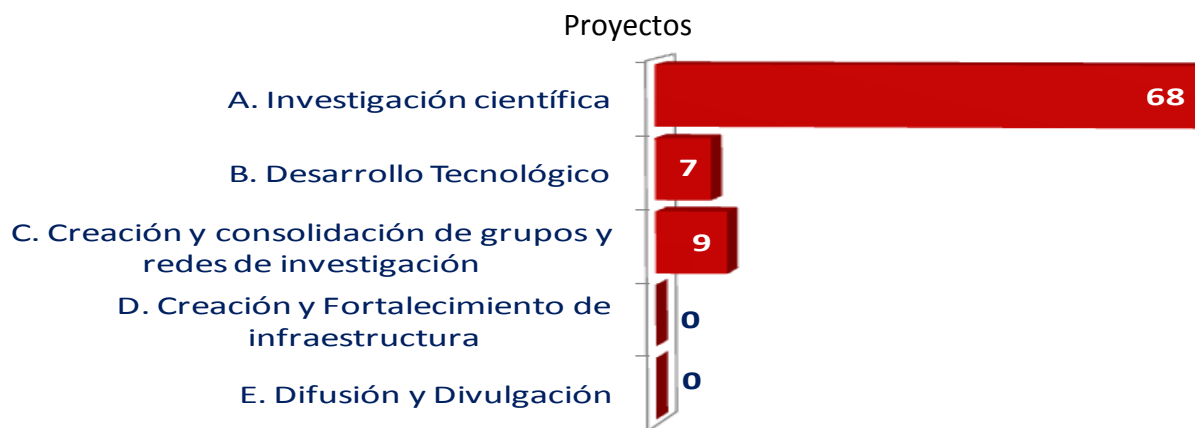 Proyectos
A. Investigación científica
68
B. Desarrollo Tecnológico
7
C. Creación y consolidación de grupos y
redes de investigación
9
D. Creación y Fortalecimiento de
infraestructura
0
E. Difusión y Divulgación
0